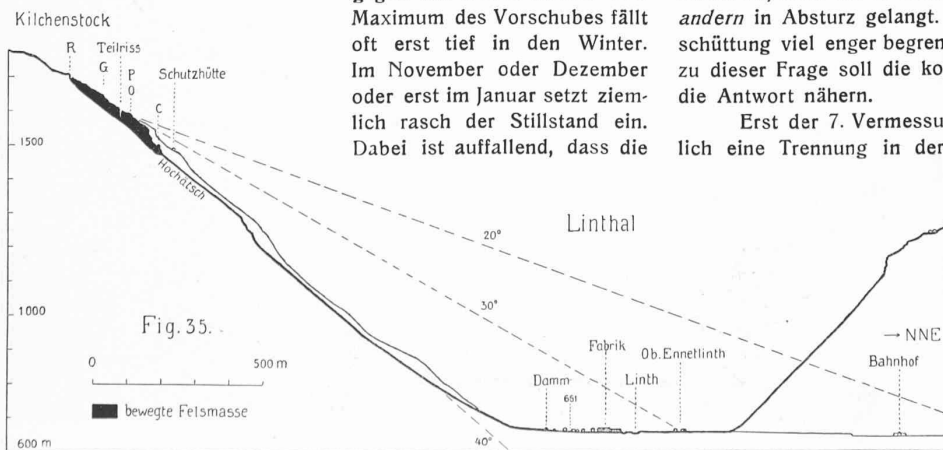 Maximum des Vorschubes fällt
oft erst tief in den Winter.
Im November oder Dezember
oder erst im Januar setzt ziem-
lich rasch der Stillstand ein.
Dabei ist auffallend, dass die
andern in Absturz gelangt.
schüttung viel enger begren
zu dieser Frage soll die ko
die Antwort nähern.
Erst der 7. Vermessu
lich eine Trennung in der
Kilchenstock
R
Teilriss
G
P
O
Schutzhütte
C
1500
Hochätsch
Linthal
20°
30°
1000
Fig. 35.
0 500 m
bewegte Felsmasse
→ NNE
Fabrik
Ob. Ennetlinth
Bahnhof
Damm
651
Linth
600 m
40°